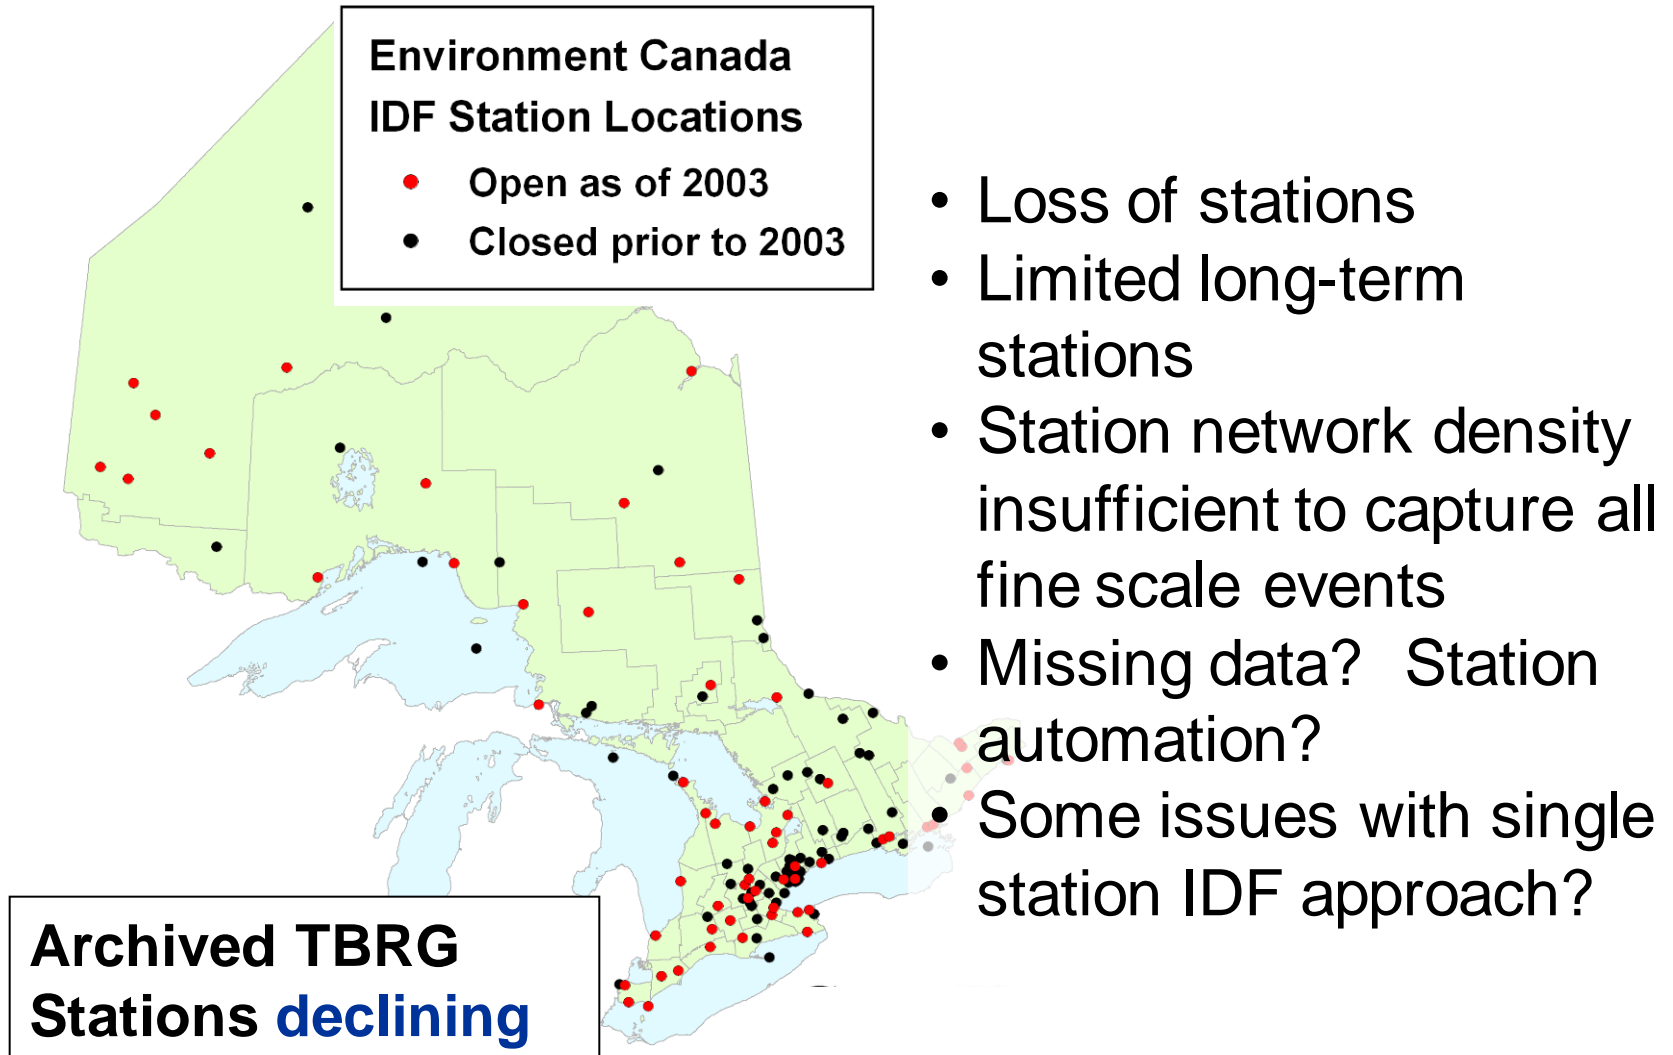 Environment Canada
IDF Station Locations
• Open as of 2003
• Closed prior to 2003
• Loss of stations
• Limited long-term
stations
• Station network density
insufficient to capture all
fine scale events
• Missing data? Station
automation?
• Some issues with single
station IDF approach?
Archived TBRG
Stations declining